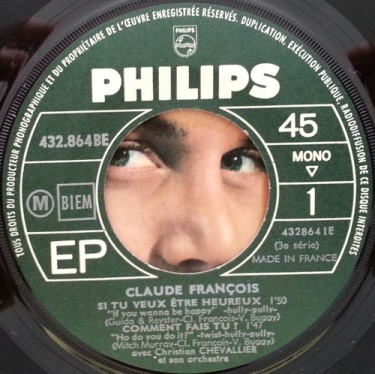 TOUS DROITS DU PRODUCTEUR PHONOGRAPHIQUE ET DU PROPRIÉTAIRE DE L'ŒUVRE ENREGISTRÉE RÉSERVÉS. DUPLICATION, EXÉCUTION PUBLIQUE, RADIODIFFUSION DE CE DISQUE INTERDITES
PHILIPS
PHILIPS
432.864 BE
45
MONO
M
BIEM
1
432864 1E
(3a série)
EP
MADE IN FRANCE
CLAUDE FRANÇOIS
SI TU VEUX ÊTRE HEUREUX 1'50
"if you wanna be happy" -hully-gully-
(Guida & Reyster-Cl. François-V. Buggy)
COMMENT FAIS TU ? 1'47
"Ho do you do it?" -twist-hully-gully-
(Mitch Murray-Cl. François-V. Buggy)
avec Christian CHEVALLIER
et son orchestre